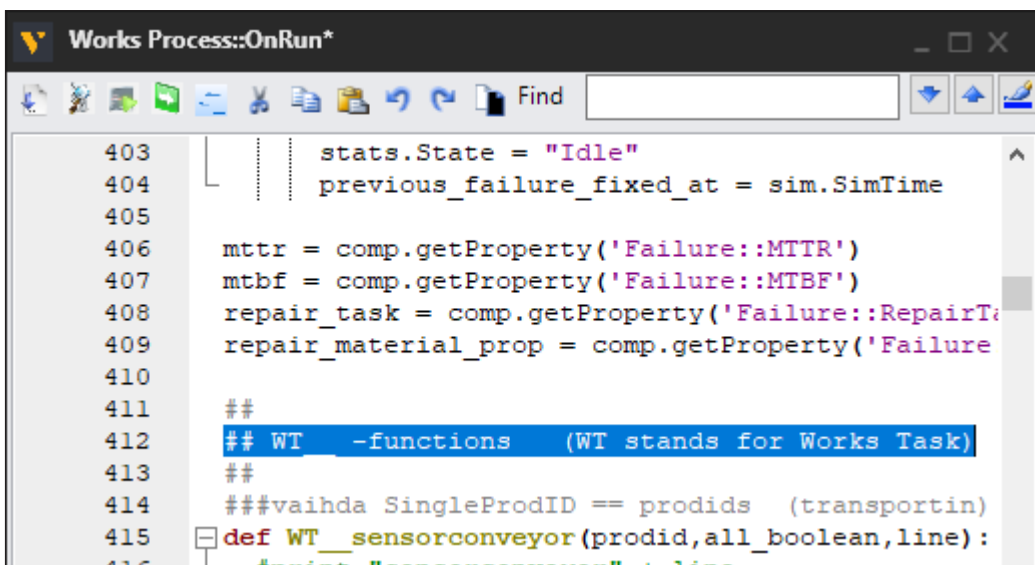 Works Process::OnRun*
Find
403 stats.State = "Idle"
404 previous_failure_fixed_at = sim.SimTime
405
406 mttr = comp.getProperty('Failure::MTTR')
407 mtbf = comp.getProperty('Failure::MTBF')
408 repair_task = comp.getProperty('Failure::RepairTa
409 repair_material_prop = comp.getProperty('Failure
410
411 ##
412 ## WT__ -functions (WT stands for Works Task)
413 ##
414 ###vaihda SingleProdID == prodids (transportin)
415 def WT__sensorconveyor(prodid,all_boolean,line):